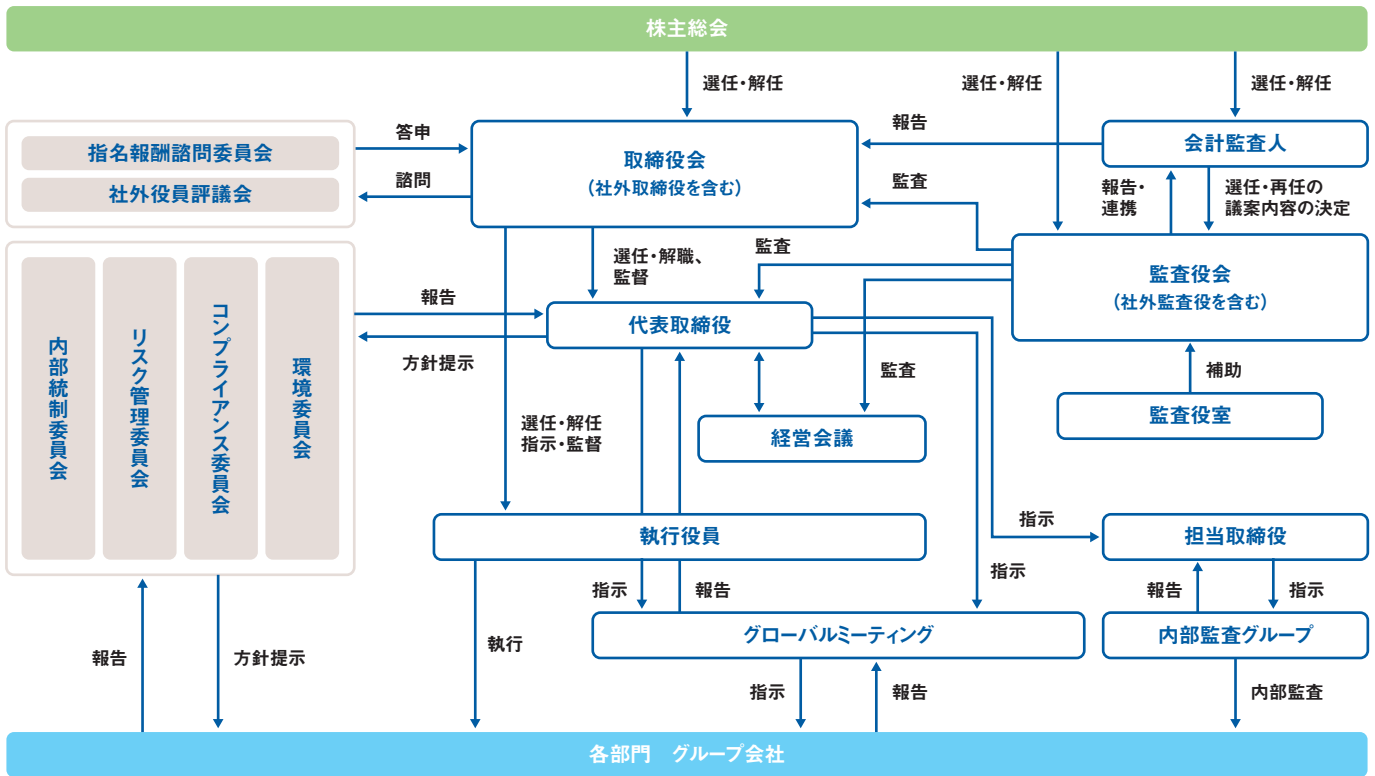 株主総会
選任・解任
選任・解任
選任・解任
指名報酬諮問委員会
社外役員評議会
答申
諮問
取締役会
（社外取締役を含む）
報告
会計監査人
監査
報告・
連携
選任・再任の
議案内容の決定
選任・解職、
監督
監査
監査役会
（社外監査役を含む）
内部統制委員会
リスク管理委員会
コンプライアンス委員会
環境委員会
報告
方針提示
代表取締役
監査
補助
監査役室
選任・解任
指示・監督
経営会議
執行役員
指示
担当取締役
指示
報告
指示
報告
指示
グローバルミーティング
内部監査グループ
報告
方針提示
執行
指示
報告
内部監査
各部門　グループ会社